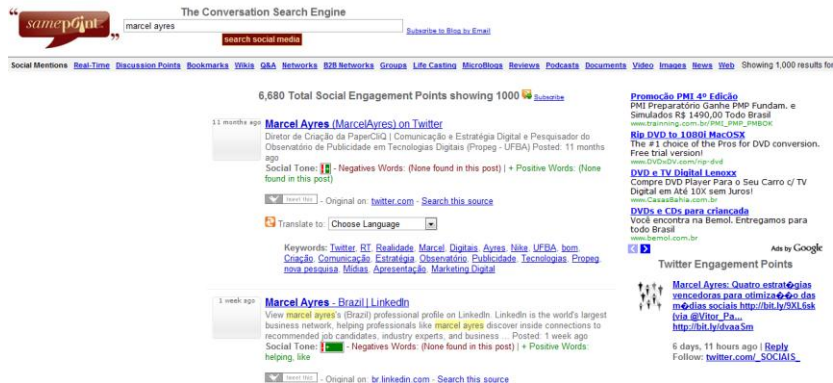 “ samepoint ”
The Conversation Search Engine
marcel ayres
Subscribe to Blog by Email
search social media
Social Mentions Real-Time Discussion Points Bookmarks Wikis Q&A Networks B2B Networks Groups Life Casting MicroBlogs Reviews Podcasts Documents Video Images News Web Showing 1,000 results for
6,680 Total Social Engagement Points showing 1000 Subscribe
11 months ago
Marcel Ayres (MarcelAyres) on Twitter
Diretor de Criação da PaperCliQ | Comunicação e Estratégia Digital e Pesquisador do
Observatório de Publicidade em Tecnologias Digitais (Propeg - UFBA) Posted: 11 months
ago
Social Tone: - Negatives Words: (None found in this post) | + Positive Words: (None
found in this post)
tweet this - Original on: twitter.com - Search this source
Translate to: Choose Language
Keywords: Twitter, RT, Realidade, Marcel, Digitais, Ayres, Nike, UFBA, bom,
Criação, Comunicação, Estratégia, Observatório, Publicidade, Tecnologias, Propeg,
nova pesquisa, Mídias, Apresentação, Marketing Digital
1 week ago
Marcel Ayres - Brazil | LinkedIn
View marcel ayres's (Brazil) professional profile on LinkedIn. LinkedIn is the world's largest
business network, helping professionals like marcel ayres discover inside connections to
recommended job candidates, industry experts, and business ... Posted: 1 week ago
Social Tone: - Negatives Words: (None found in this post) | + Positive Words:
helping, like
tweet this - Original on: br.linkedin.com - Search this source
Promoção PMI 4º Edicão
PMI Preparatório Ganhe PMP Fundam. e
Simulados R$ 1490,00 Todo Brasil
www.trainning.com.br/PMI_PMP_PMBOK
Rip DVD to 1080i MacOSX
The #1 choice of the Pros for DVD conversion.
Free trial version!
www.DVDxDV.com/rip-dvd
DVD e TV Digital Lenoxx
Compre DVD Player Para o Seu Carro c/ TV
Digital em Até 10X sem Juros!
www.CasasBahia.com.br
DVDs e CDs para criançada
Você encontra na Bemol. Entregamos para
todo Brasil
www.bemol.com.br
Ads by Google
Twitter Engagement Points
Marcel Ayres: Quatro estrat�gias
vencedoras para otimiza��o das
m�dias sociais http://bit.ly/9XL6sk
(via @Vitor_Pa...
http://bit.ly/dvaaSm
6 days, 11 hours ago | Reply
Follow: twitter.com/_SOCIAIS_